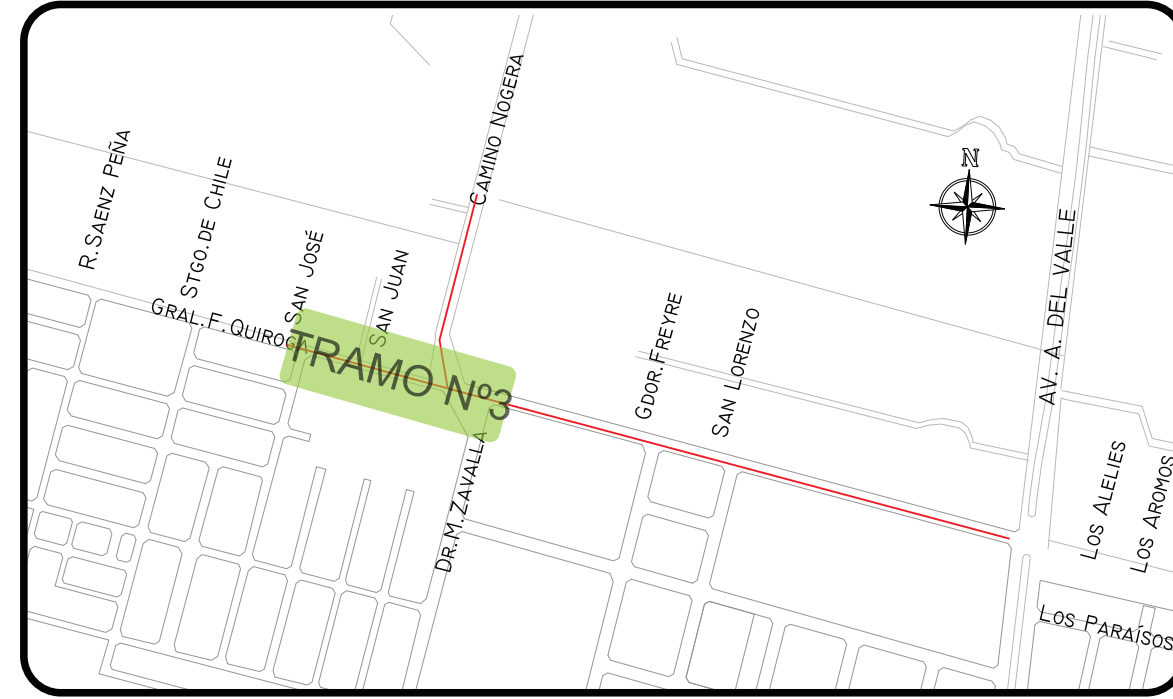 CAMINO NOGERA
R.SAENZ PEÑA
STGO.DE CHILE
N
AV. A. DEL VALLE
SAN JOSÉ
SAN JUAN
GRAL.F.QUIROGA
TRAMO Nº3
GDOR.FREYRE
SAN LORENZO
DR.M.ZAVALLA
LOS ALELIES
LOS AROMOS
LOS PARAÍSOS